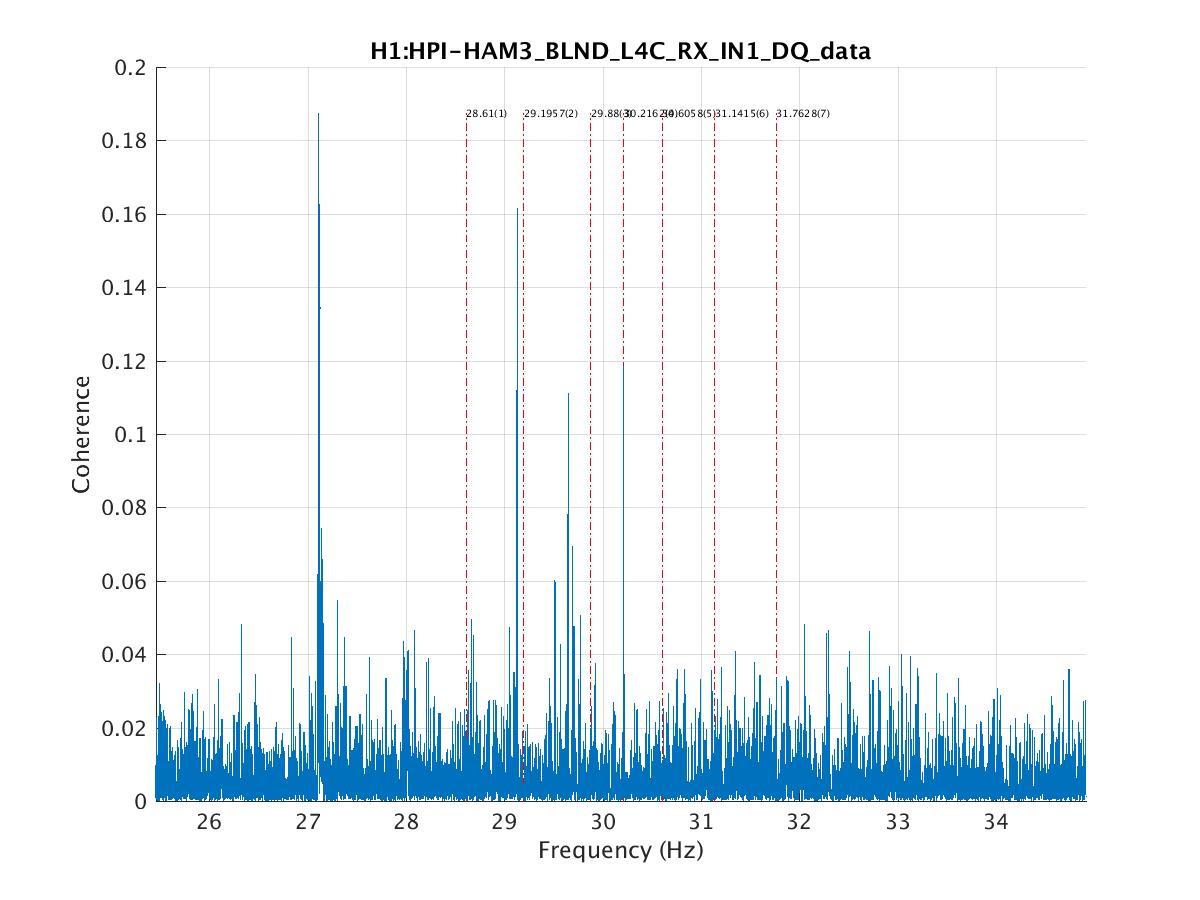 H1:HPI-HAM3_BLND_L4C_RX_IN1_DQ_data
0.2
0.18
0.16
0.14
0.12
0.1
0.08
0.06
0.04
0.02
0
Coherence
28.61(1) 29.1957(2) 31.1415(6) 31.7628(7)
26 27 28 29 30 31 32 33 34
Frequency (Hz)